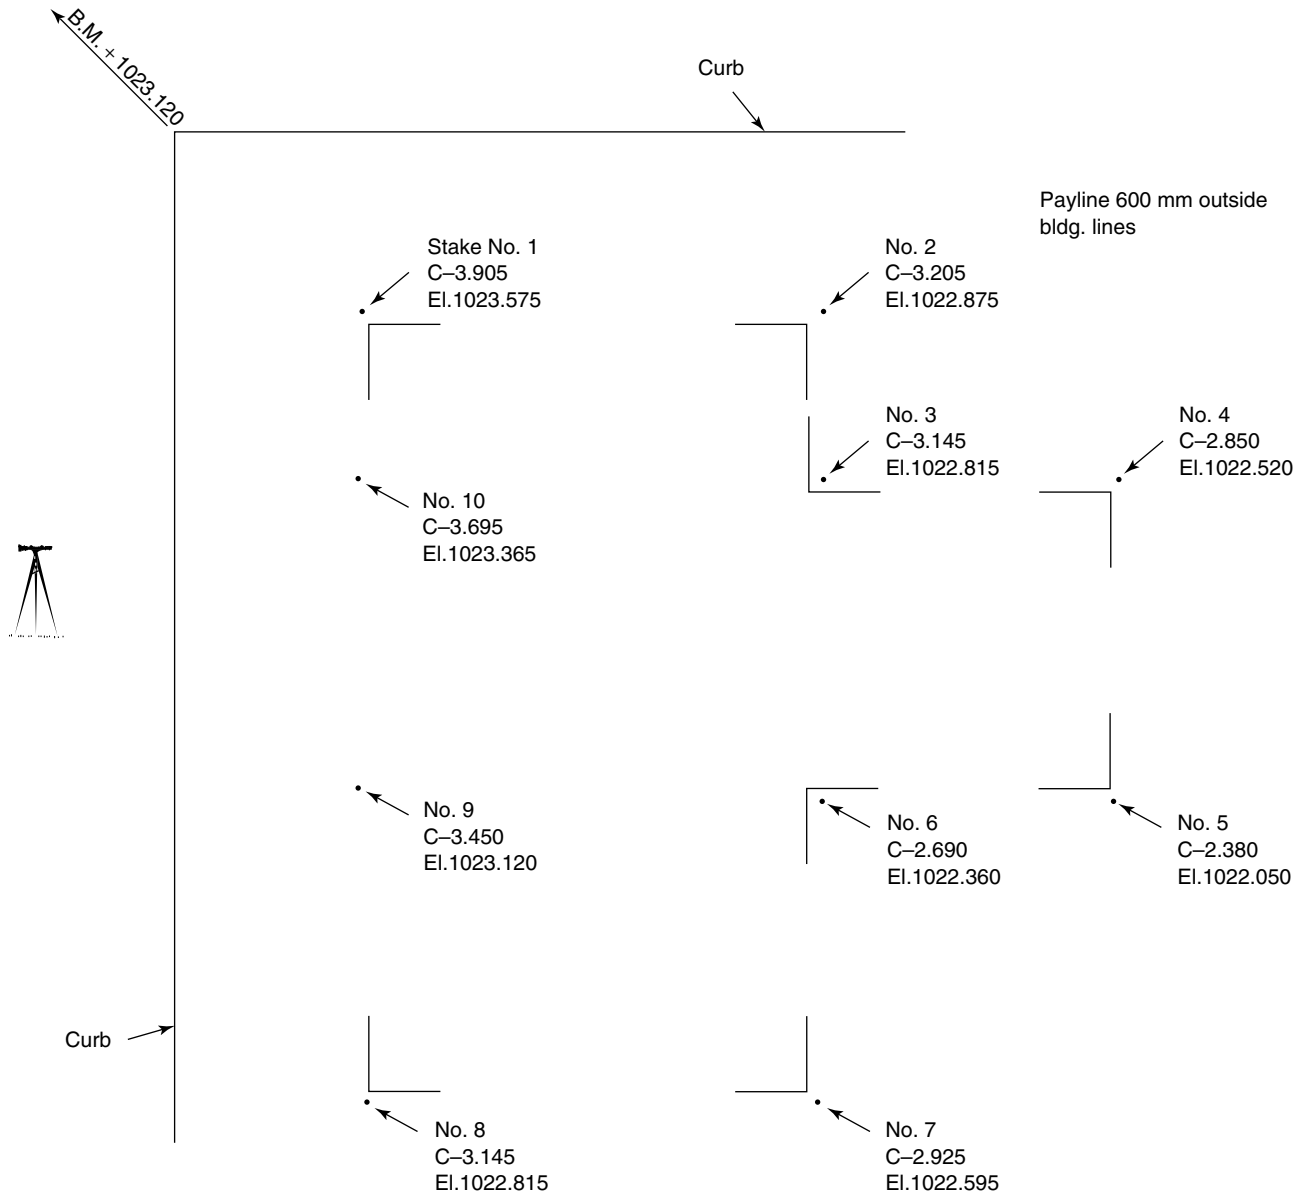 B.M. + 1023.120
Curb
Payline 600 mm outside
bldg. lines
Stake No. 1
C–3.905
El.1023.575
No. 2
C–3.205
El.1022.875
No. 3
C–3.145
El.1022.815
No. 4
C–2.850
El.1022.520
No. 10
C–3.695
El.1023.365
No. 9
C–3.450
El.1023.120
No. 6
C–2.690
El.1022.360
No. 5
C–2.380
El.1022.050
Curb
No. 8
C–3.145
El.1022.815
No. 7
C–2.925
El.1022.595